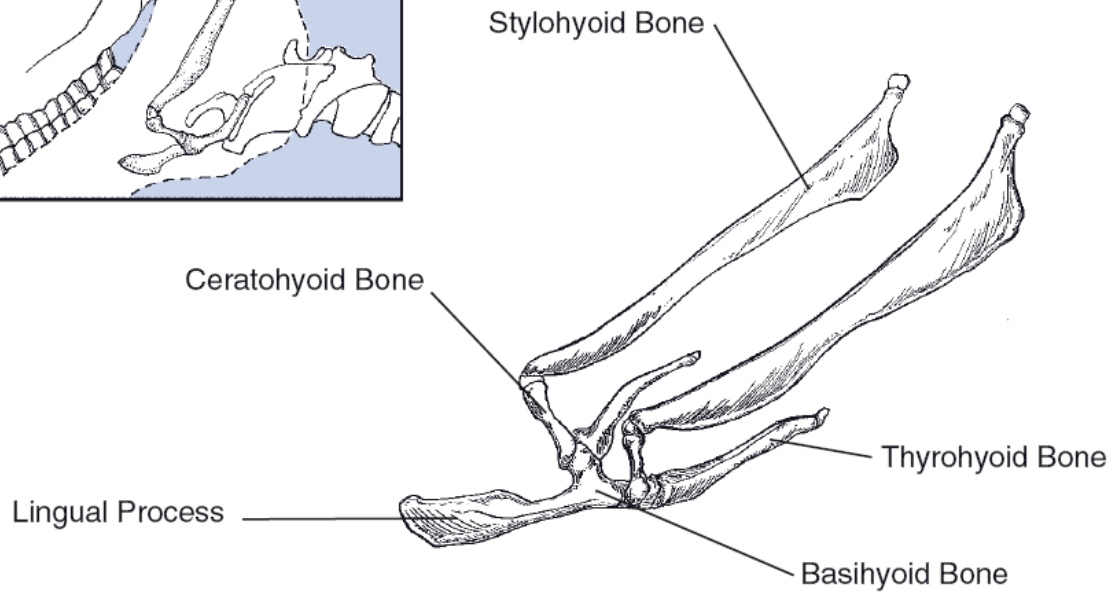 Stylohyoid Bone
Ceratohyoid Bone
Thyrohyoid Bone
Lingual Process
Basihyoid Bone